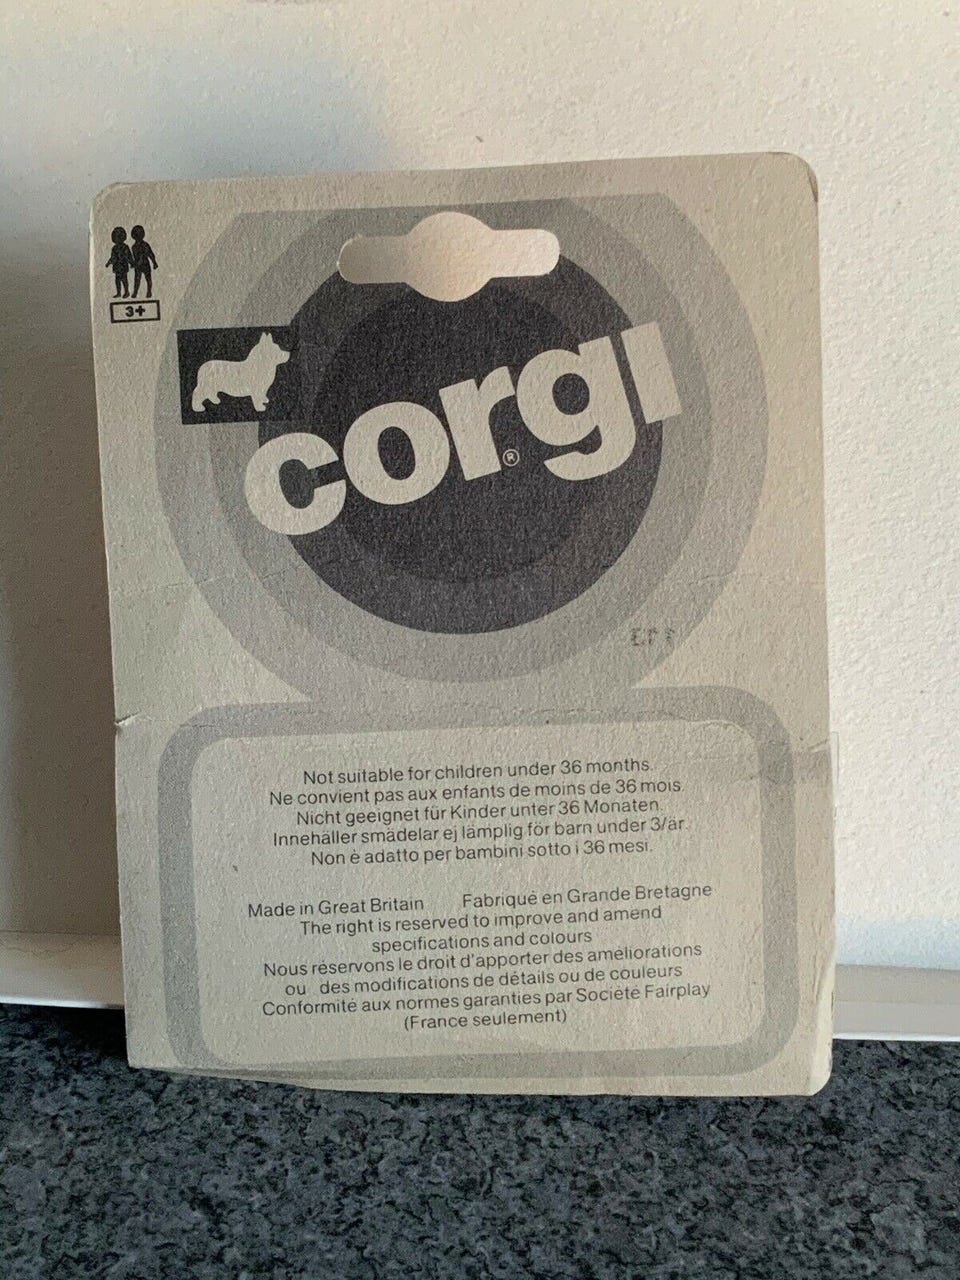 3+
corgi
®
Not suitable for children under 36 months.
Ne convient pas aux enfants de moins de 36 mois.
Nicht geeignet für Kinder unter 36 Monaten.
Innehäller smädelar ej lämplig för barn under 3/år.
Non è adatto per bambini sotto i 36 mesi.
Made in Great Britain Fabriqué en Grande Bretagne
The right is reserved to improve and amend
specifications and colours
Nous réservons le droit d'apporter des améliorations
ou des modifications de détails ou de couleurs
Conformité aux normes garanties par Société Fairplay
(France seulement)